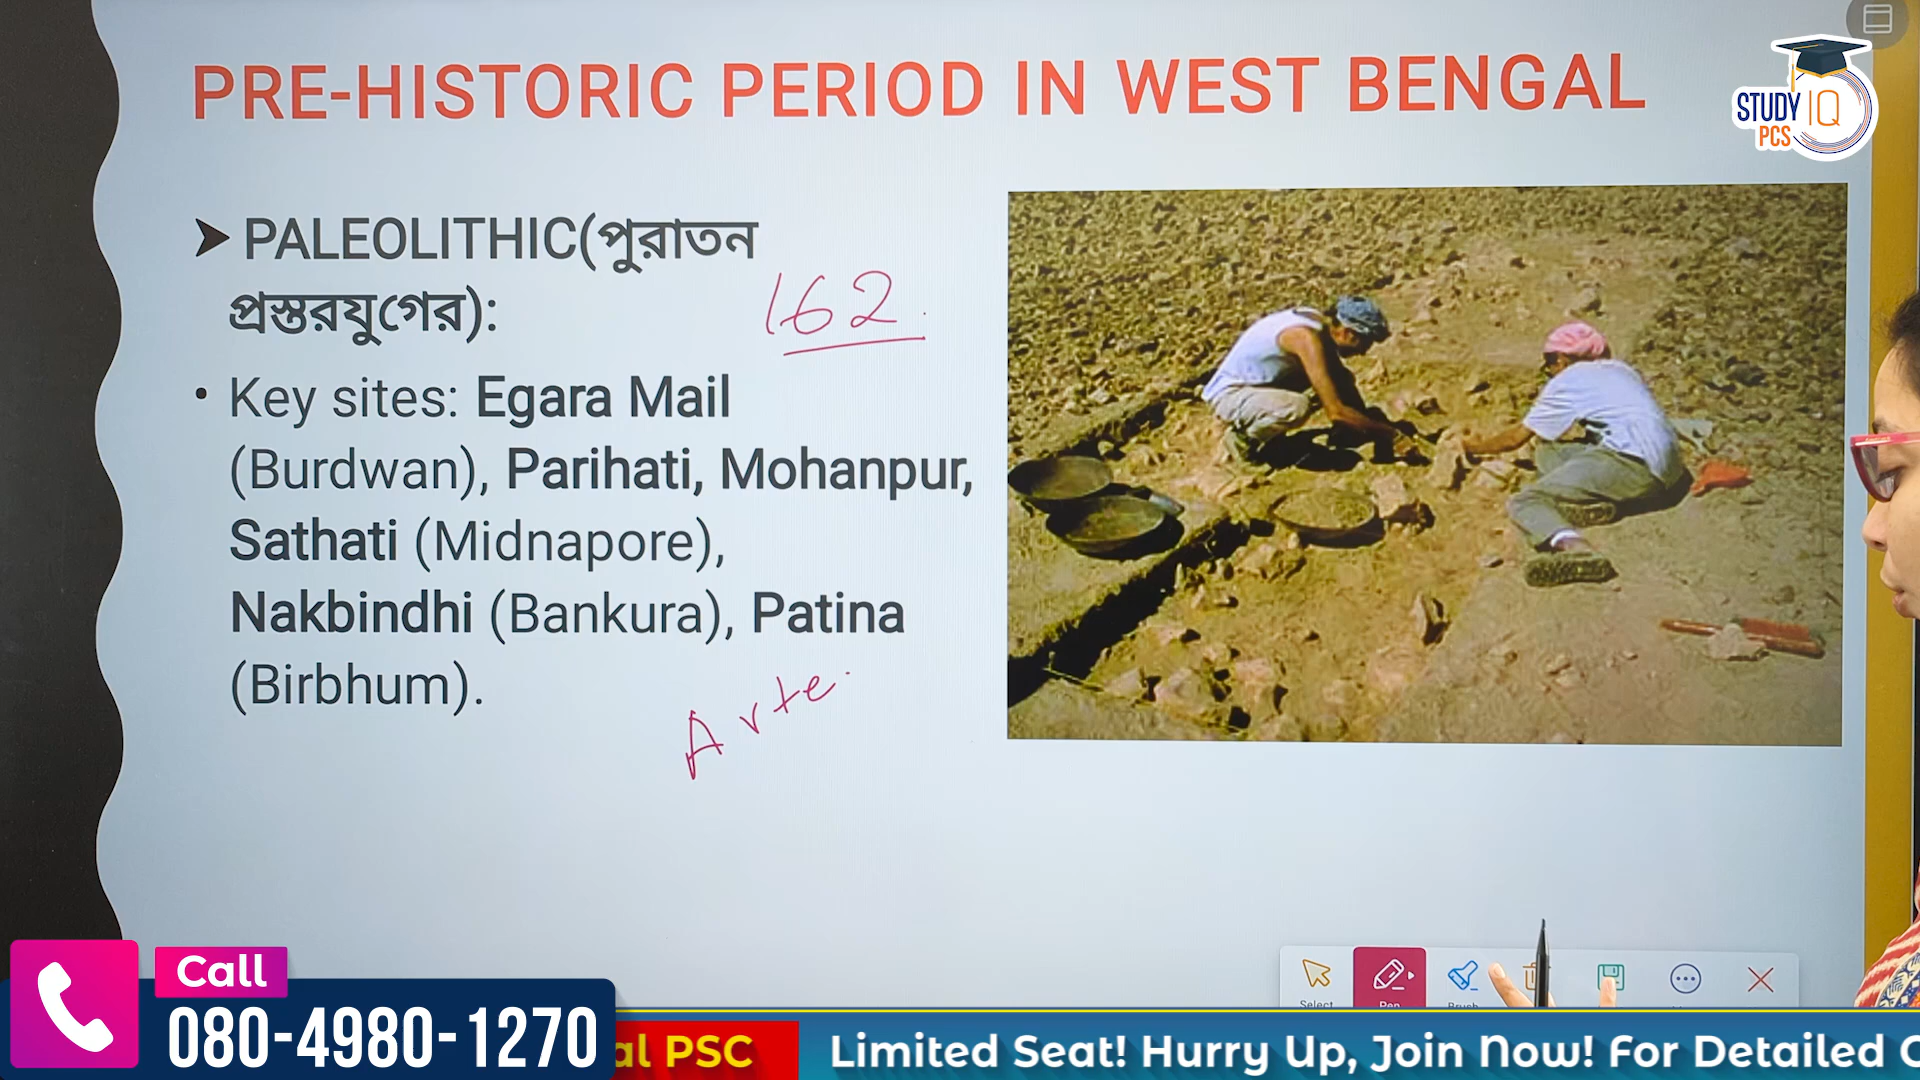 PRE-HISTORIC PERIOD IN WEST BENGAL
STUDY IQ
PCS
➤ PALEOLITHIC(পুরাতন
প্রস্তরযুগের):
162
• Key sites: Egara Mail
(Burdwan), Parihati, Mohanpur,
Sathati (Midnapore),
Nakbindhi (Bankura), Patina
(Birbhum).
Arte
Select
Pen
Brush
Call
080-4980-1270
al PSC
Limited Seat! Hurry Up, Join Now! For Detailed